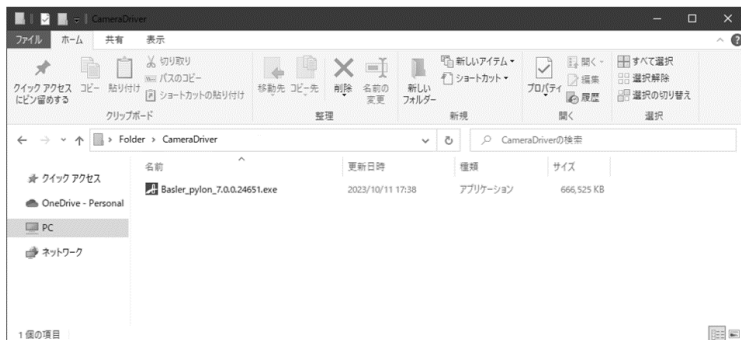 CameraDriver
ファイル ホーム 共有 表示
クイック アクセスにピン留めする
コピー
貼り付け
切り取り
パスのコピー
ショートカットの貼り付け
クリップボード
移動先
コピー先
削除
名前の変更
整理
新しいフォルダー
新しいアイテム
ショートカット
新規
プロパティ
開く
編集
履歴
開く
すべて選択
選択解除
選択の切り替え
選択
Folder > CameraDriver
CameraDriverの検索
クイック アクセス
OneDrive - Personal
PC
ネットワーク
名前 更新日時 種類 サイズ
Basler_pylon_7.0.0.24651.exe 2023/10/11 17:38 アプリケーション 666,525 KB
1 個の項目